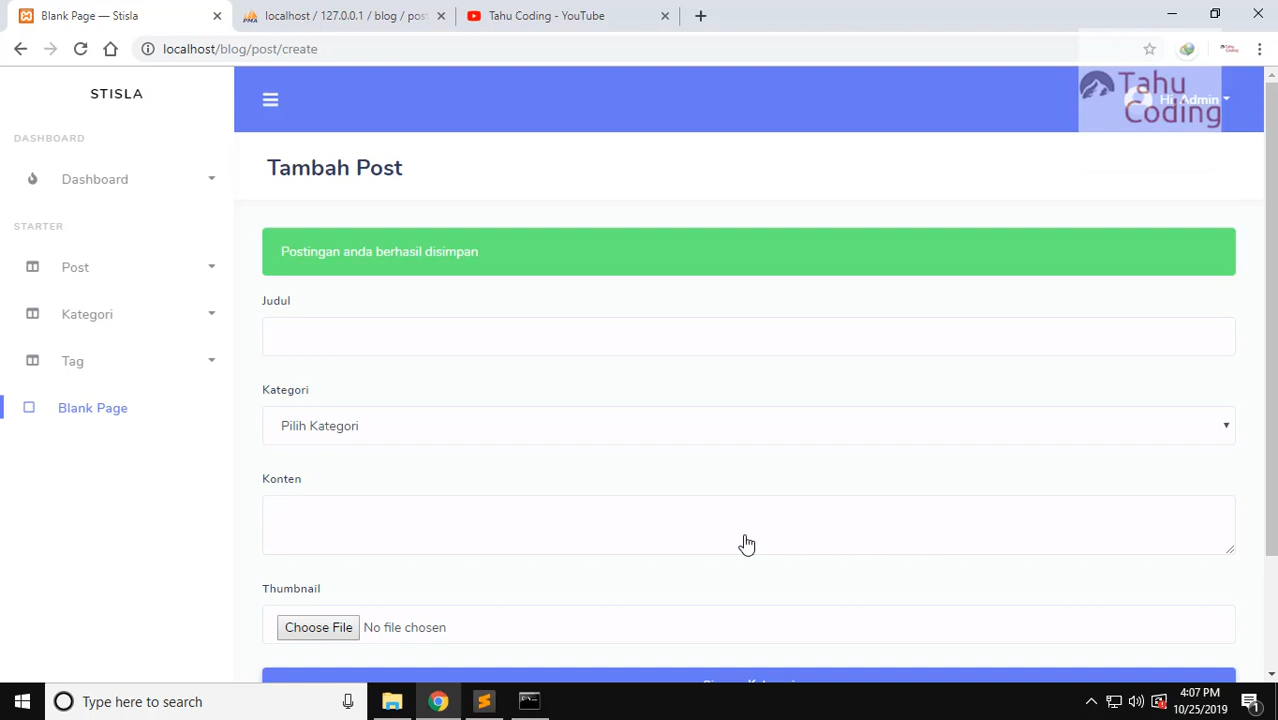 Blank Page — Stisla
localhost / 127.0.0.1 / blog / post
Tahu Coding - YouTube
localhost/blog/post/create
STISLA
Tahu
Coding
Hi, Admin
DASHBOARD
Dashboard
STARTER
Post
Kategori
Tag
Blank Page
Tambah Post
Postingan anda berhasil disimpan
Judul
Kategori
Pilih Kategori
Konten
Thumbnail
Choose File No file chosen
Type here to search
4:07 PM
10/25/2019